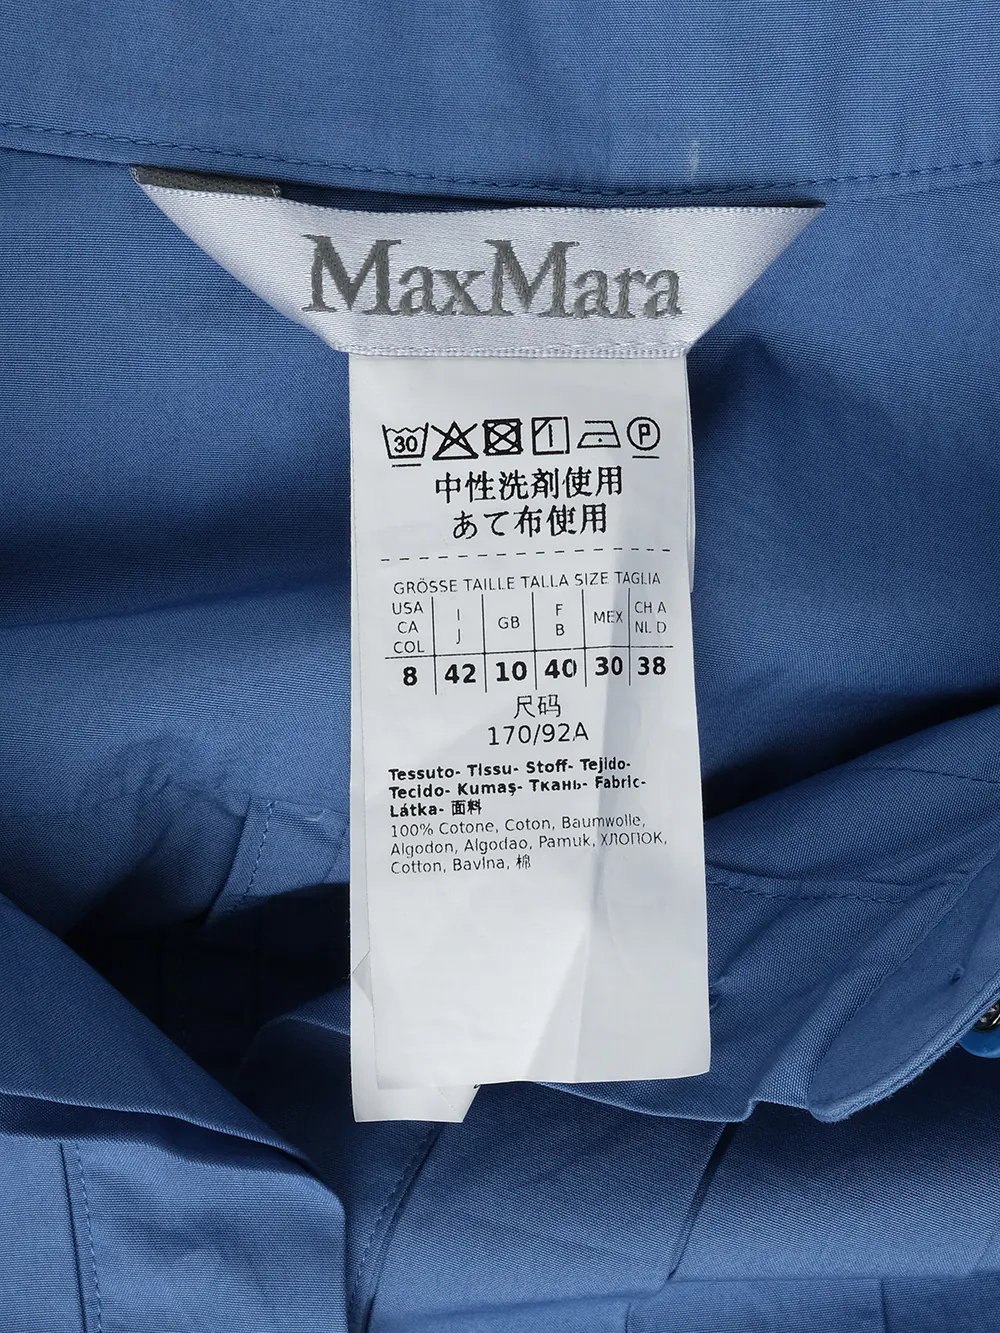 MaxMara
30 P
中性洗剤使用
あて布使用
GRÖSSE TAILLE TALLA SIZE TAGLIA
USA CA COL I J GB F B MEX CH A NL D
8 42 10 40 30 38
尺码
170/92A
Tessuto- Tissu- Stoff- Tejido-
Tecido- Kumaş- Ткань- Fabric-
Látka- 面料
100% Cotone, Coton, Baumwolle,
Algodon, Algodao, Pamuk, ХЛОПОК,
Cotton, Bavlna, 棉